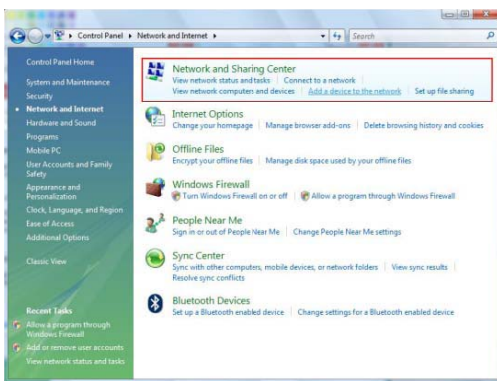 Control Panel ▸ Network and Internet ▸
Search
Control Panel Home
System and Maintenance
Security
Network and Internet
Hardware and Sound
Programs
Mobile PC
User Accounts and Family
Safety
Appearance and
Personalization
Clock, Language, and Region
Ease of Access
Additional Options
Classic View
Recent Tasks
Allow a program through
Windows Firewall
Add or remove user accounts
View network status and tasks
Network and Sharing Center
View network status and tasks | Connect to a network |
View network computers and devices | Add a device to the network | Set up file sharing
Internet Options
Change your homepage | Manage browser add-ons | Delete browsing history and cookies
Offline Files
Encrypt your offline files | Manage disk space used by your offline files
Windows Firewall
Turn Windows Firewall on or off | Allow a program through Windows Firewall
People Near Me
Sign in or out of People Near Me | Change People Near Me settings
Sync Center
Sync with other computers, mobile devices, or network folders | View sync results |
Resolve sync conflicts
Bluetooth Devices
Set up a Bluetooth enabled device | Change settings for a Bluetooth enabled device